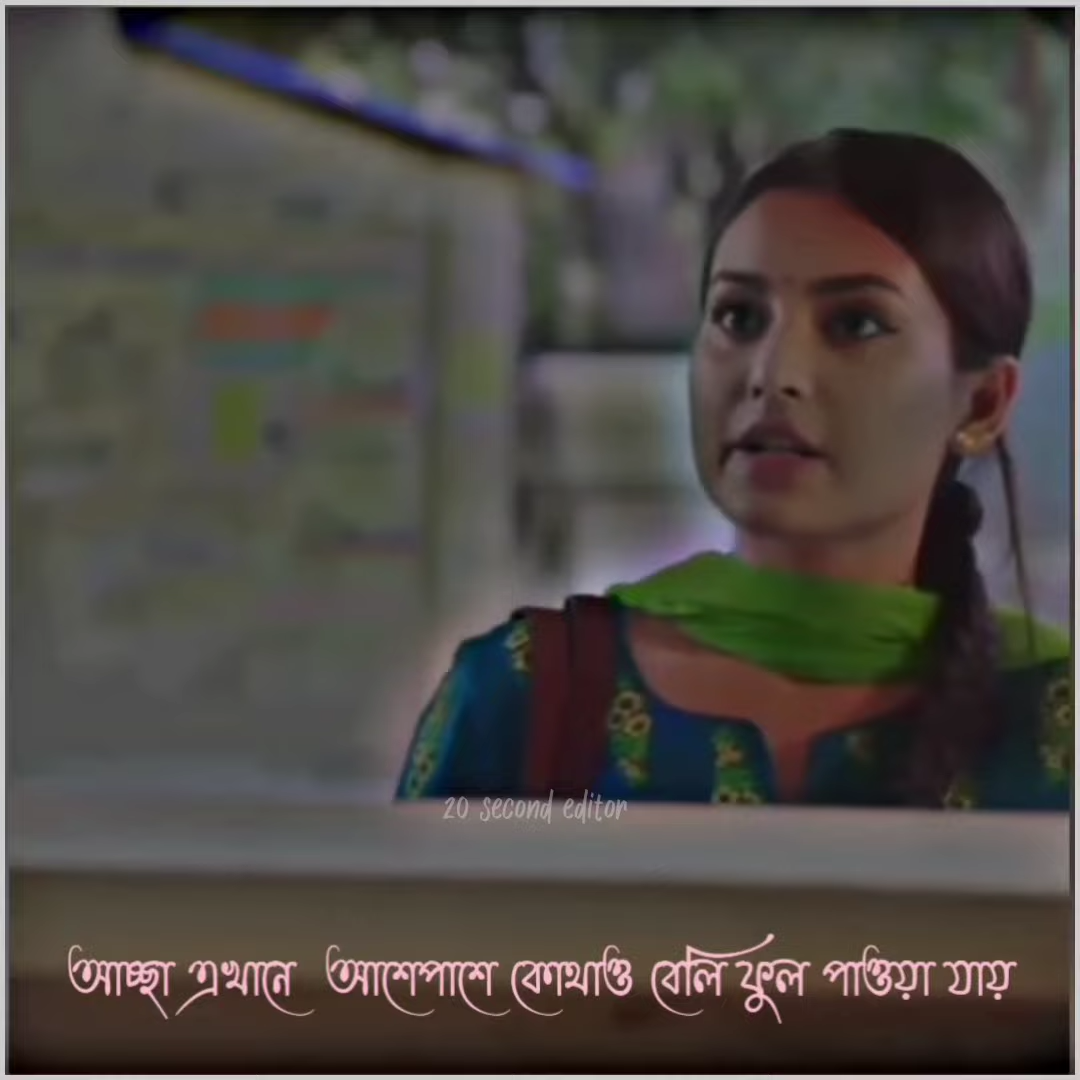 20 second editor
আচ্ছা এখানে আশেপাশে কোথাও বেলি ফুল পাওয়া যায়